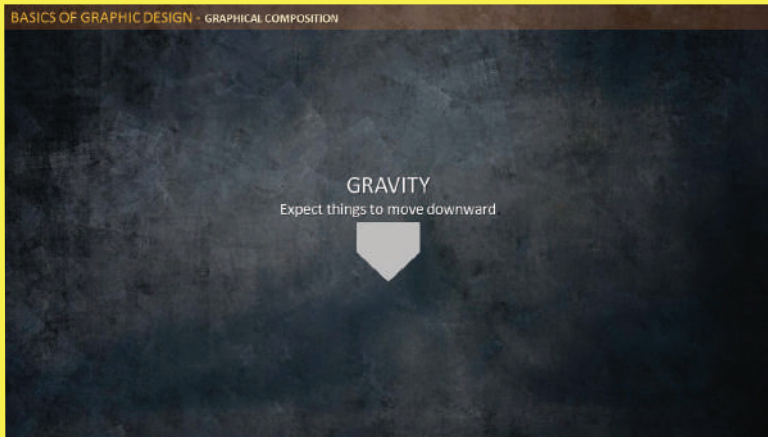 BASICS OF GRAPHIC DESIGN - GRAPHICAL COMPOSITION
GRAVITY
Expect things to move downward